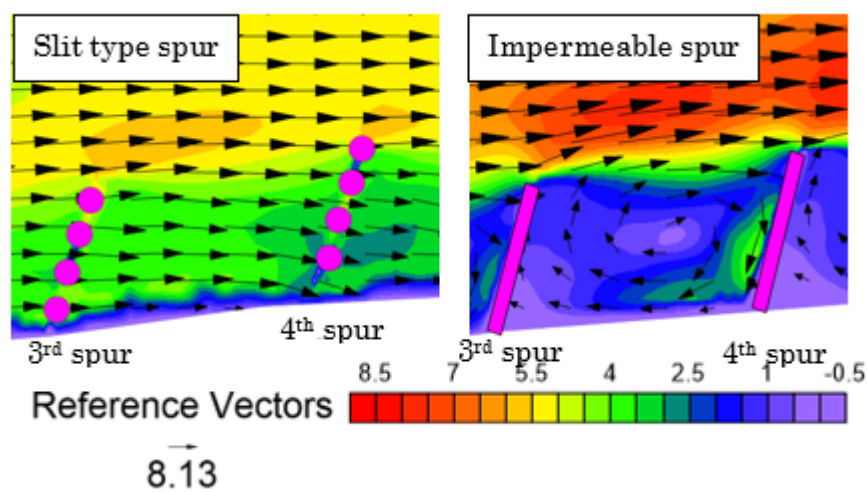 Slit type spur
Impermeable spur
3rd spur
4th spur
3rd spur
4th spur
8.5 7 5.5 4 2.5 1 -0.5
Reference Vectors
8.13